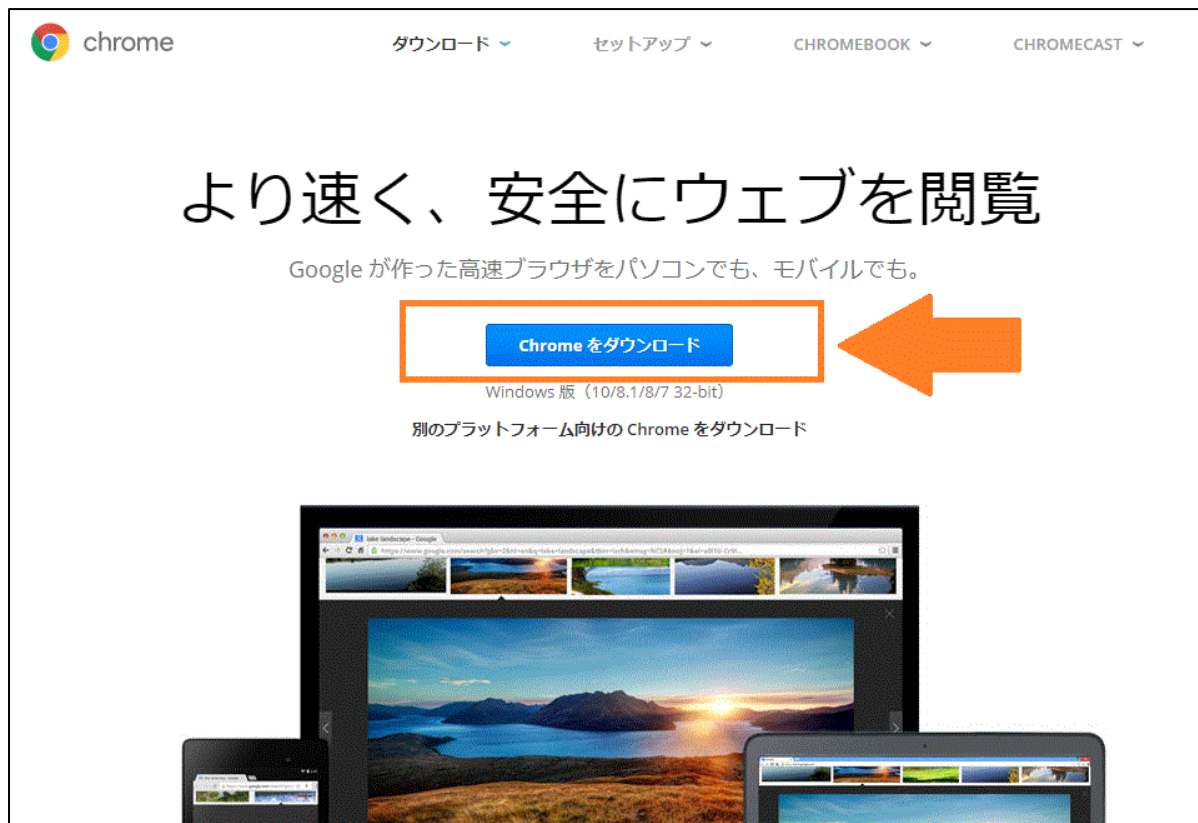 chrome
ダウンロード
セットアップ
CHROMEBOOK
CHROMECAST
より速く、安全にウェブを閲覧
Google が作った高速ブラウザをパソコンでも、モバイルでも。
Chrome をダウンロード
Windows 版（10/8.1/8/7 32-bit）
別のプラットフォーム向けの Chrome をダウンロード
lake landscape - Google